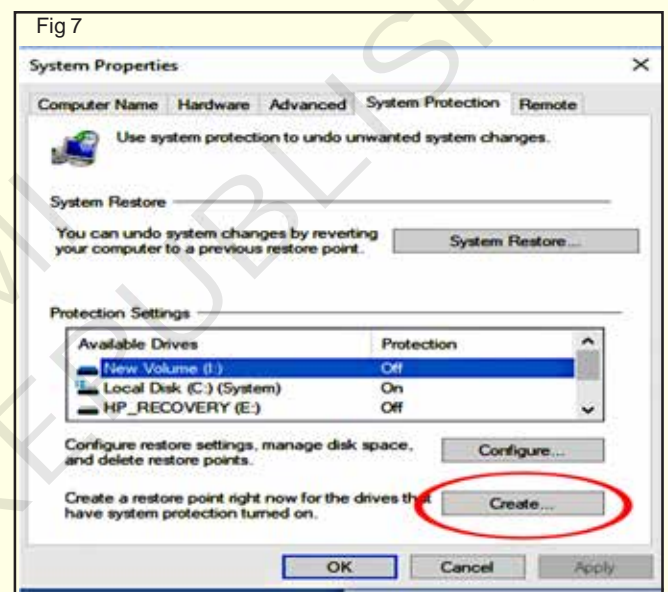 Fig 7
System Properties
Computer Name Hardware Advanced System Protection Remote
Use system protection to undo unwanted system changes.
System Restore
You can undo system changes by reverting
your computer to a previous restore point.
System Restore...
Protection Settings
Available Drives Protection
New Volume (I:) Off
Local Disk (C:) (System) On
HP_RECOVERY (E:) Off
Configure restore settings, manage disk space,
and delete restore points.
Configure...
Create a restore point right now for the drives that
have system protection turned on.
Create...
OK Cancel Apply